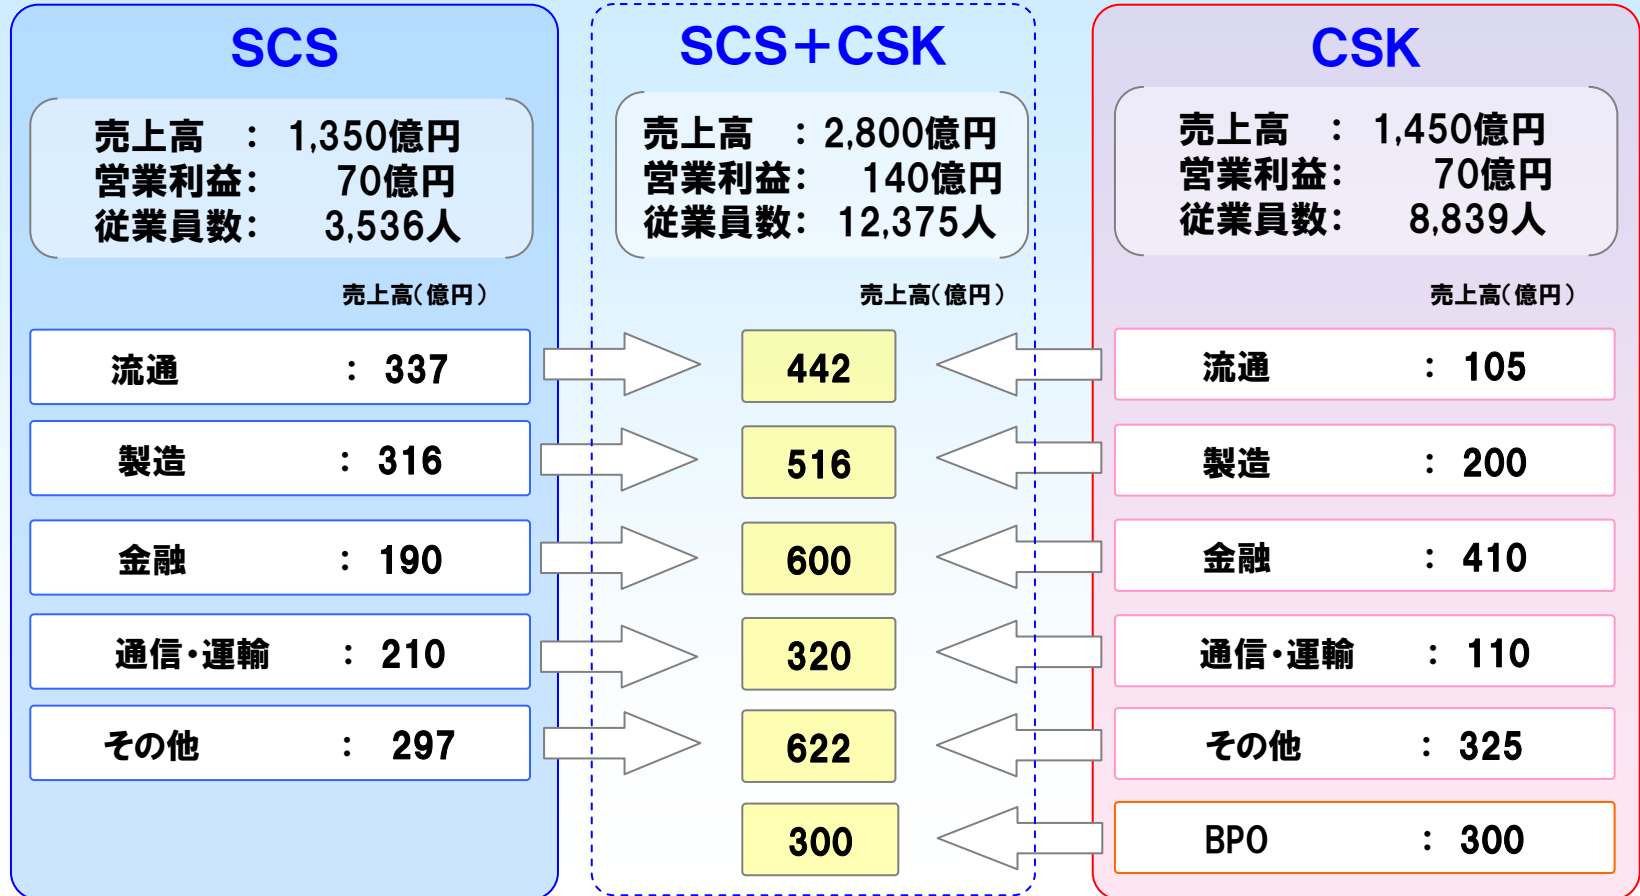 SCS
売上高 : 1,350億円
営業利益: 70億円
従業員数: 3,536人
売上高(億円)
流通 : 337
製造 : 316
金融 : 190
通信・運輸 : 210
その他 : 297
SCS+CSK
売上高 : 2,800億円
営業利益: 140億円
従業員数: 12,375人
売上高(億円)
442
516
600
320
622
300
CSK
売上高 : 1,450億円
営業利益: 70億円
従業員数: 8,839人
売上高(億円)
流通 : 105
製造 : 200
金融 : 410
通信・運輸 : 110
その他 : 325
BPO : 300